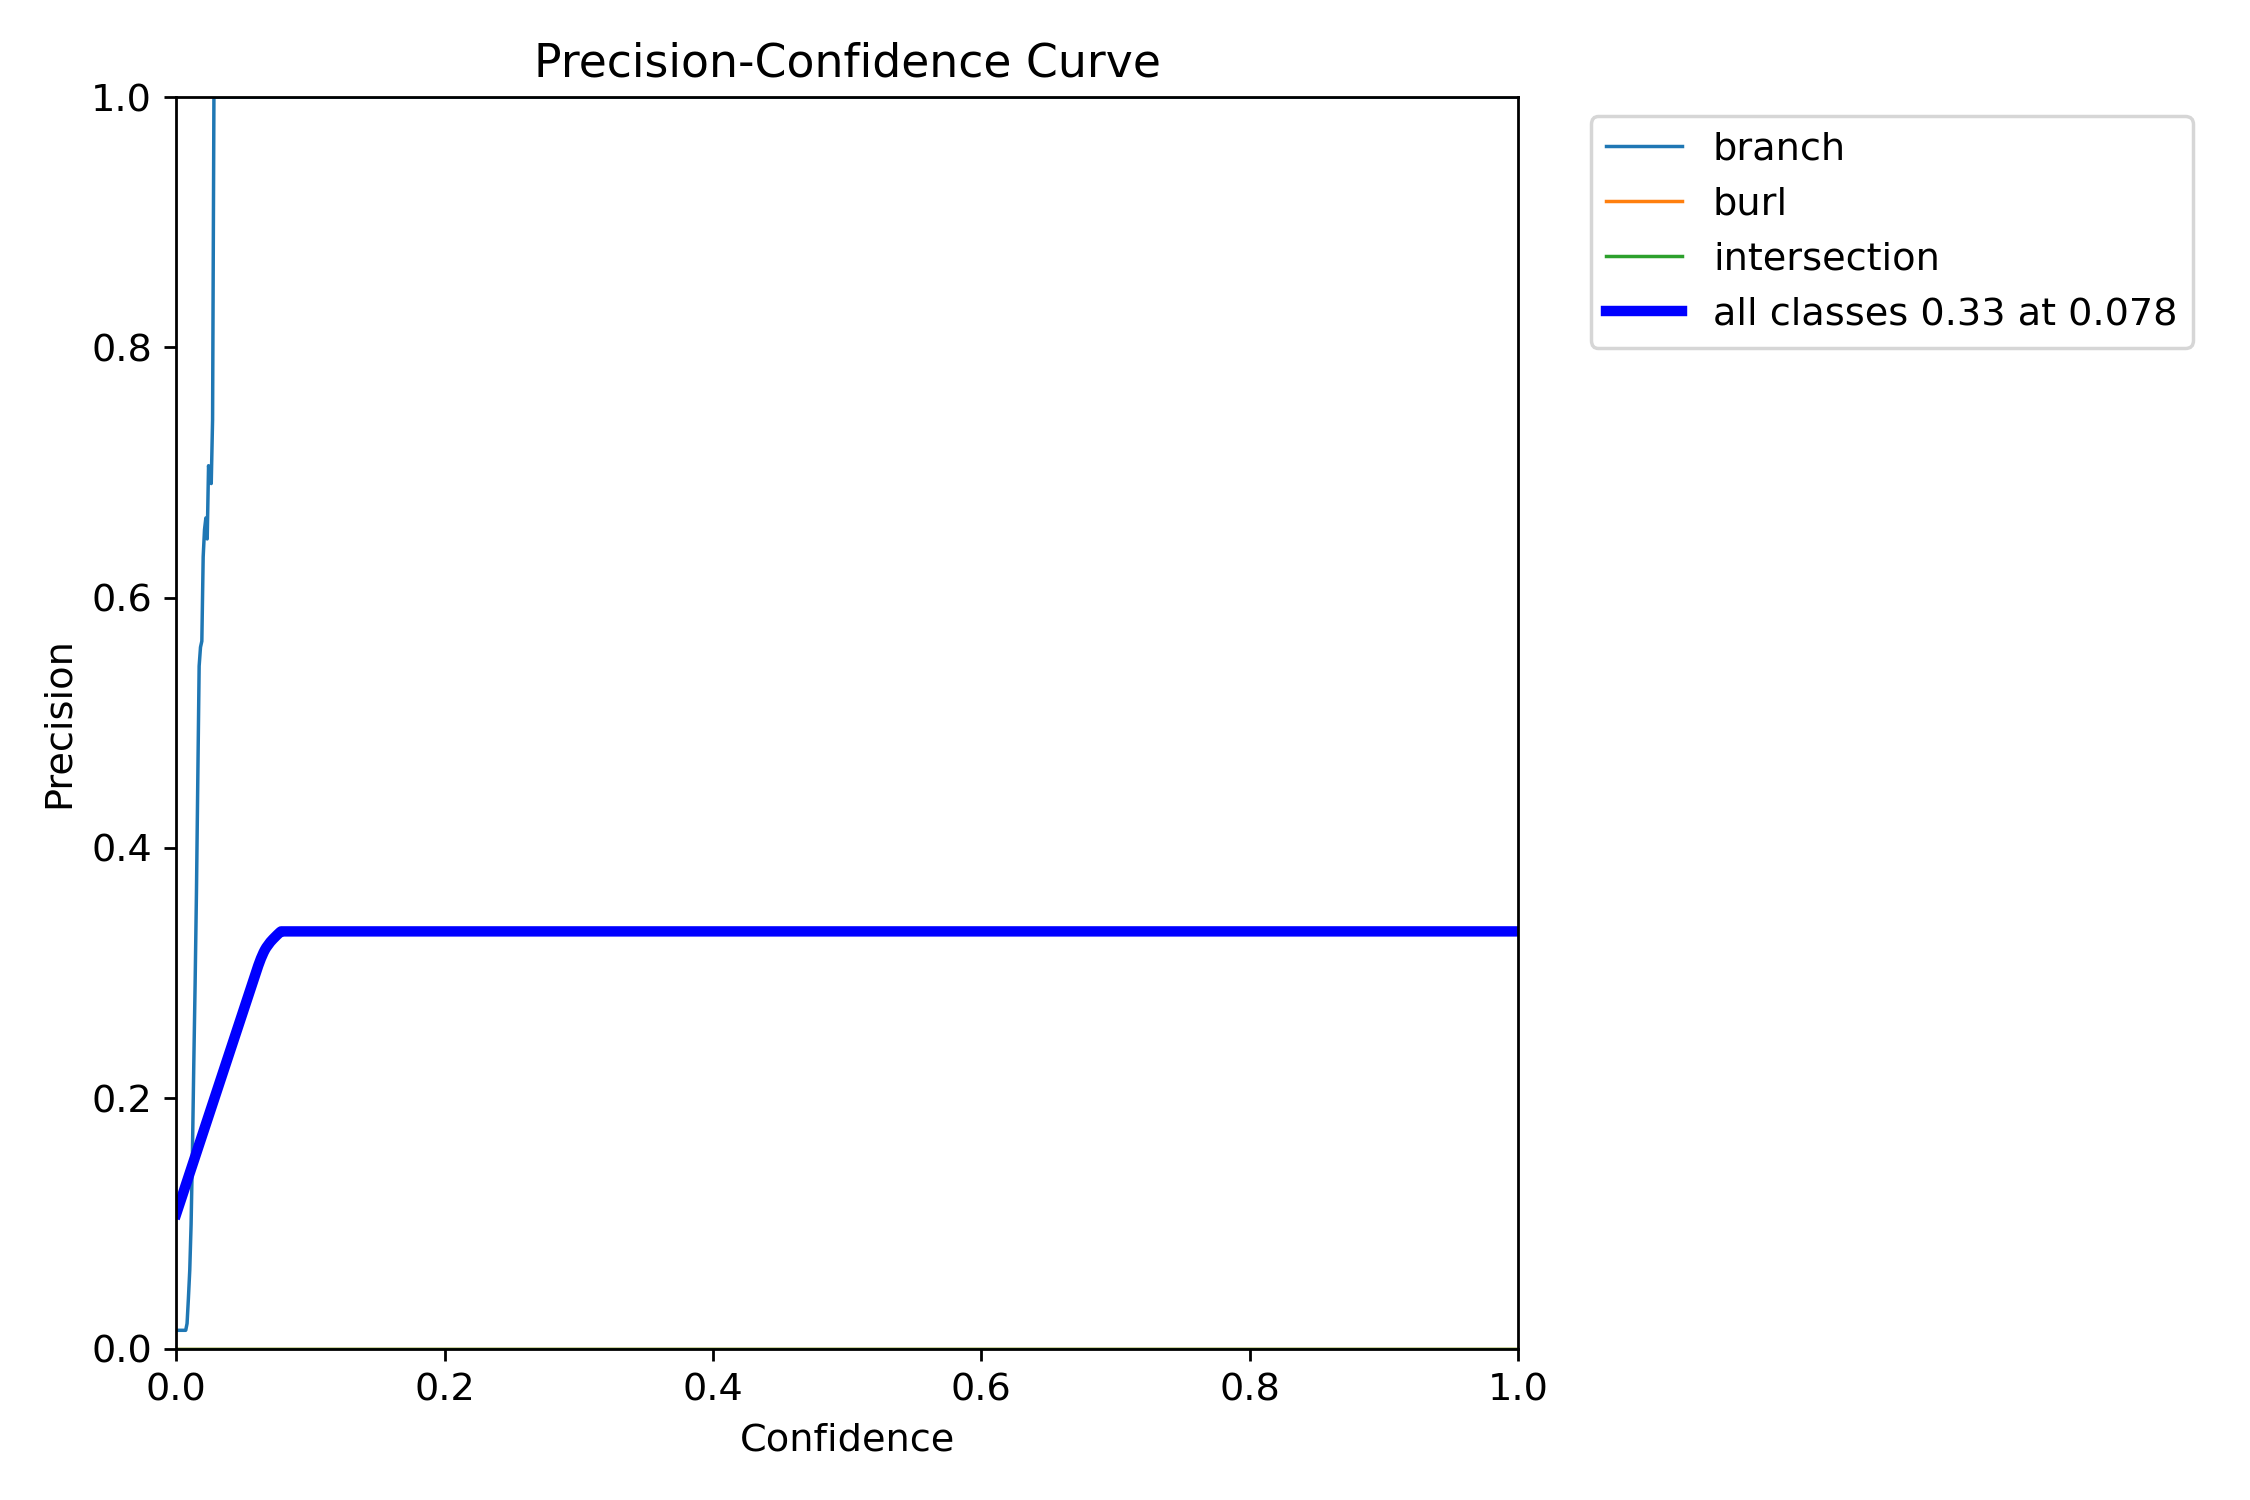 Precision-Confidence Curve
1.0
0.8
0.6
0.4
0.2
0.0
Precision
0.0 0.2 0.4 0.6 0.8 1.0
Confidence
branch
burl
intersection
all classes 0.33 at 0.078